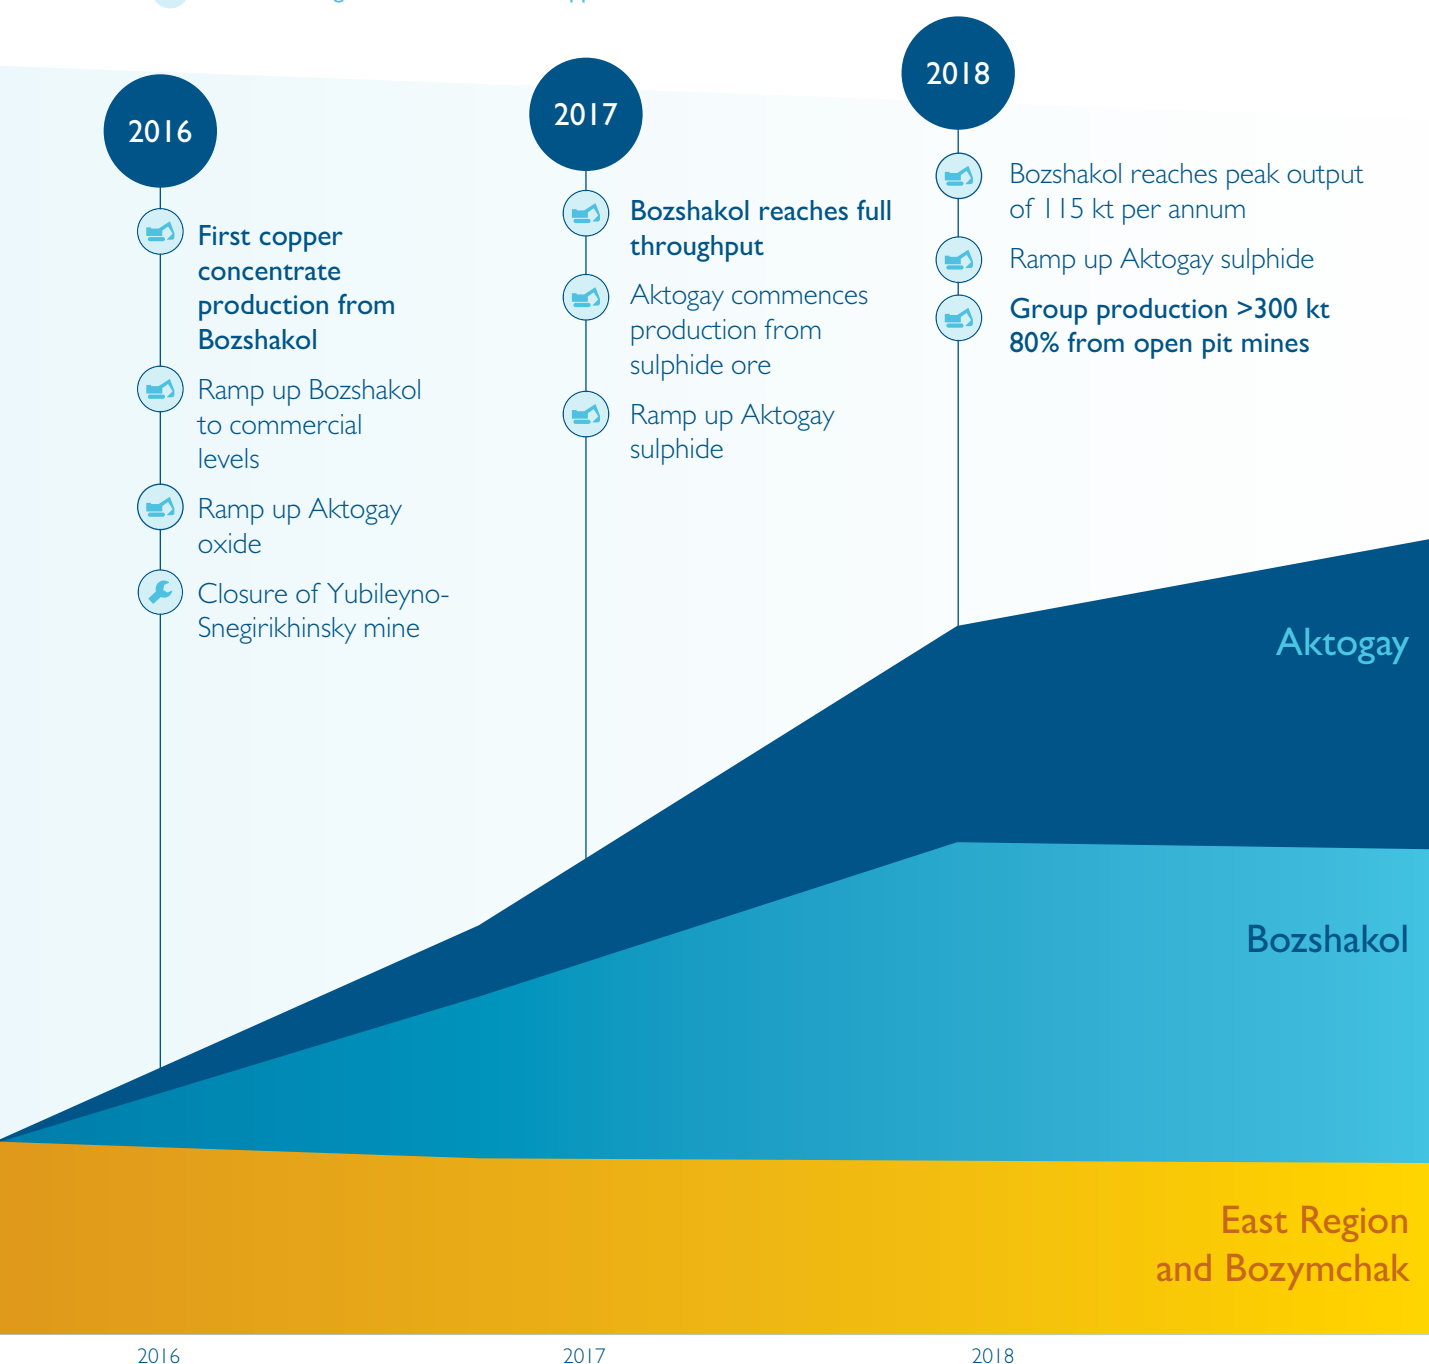 2016
First copper
concentrate
production from
Bozshakol
Ramp up Bozshakol
to commercial
levels
Ramp up Aktogay
oxide
Closure of Yubileyno-
Snegirikhinsky mine
2017
Bozshakol reaches full
throughput
Aktogay commences
production from
sulphide ore
Ramp up Aktogay
sulphide
2018
Bozshakol reaches peak output
of 115 kt per annum
Ramp up Aktogay sulphide
Group production >300 kt
80% from open pit mines
Aktogay
Bozshakol
East Region
and Bozymchak
2016
2017
2018